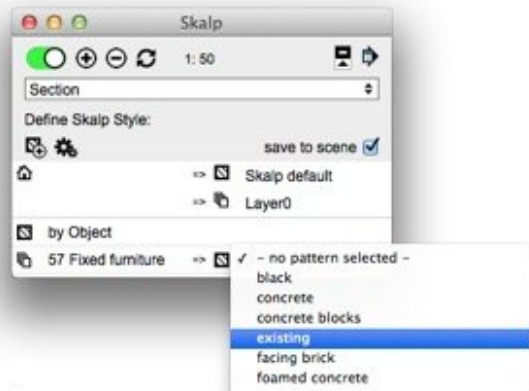 Skalp
1: 50
Section
Define Skalp Style:
save to scene
=> Skalp default
=> Layer0
by Object
57 Fixed furniture => ✓ - no pattern selected -
black
concrete
concrete blocks
existing
facing brick
foamed concrete